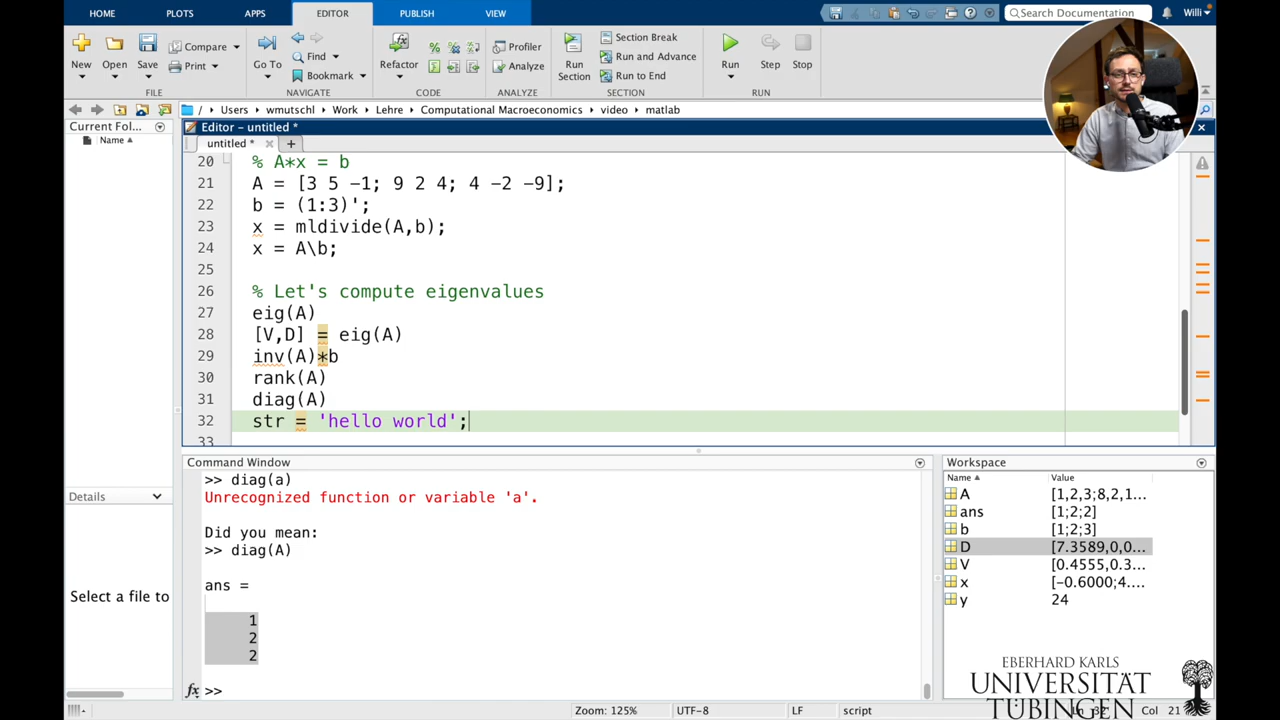 HOME PLOTS APPS EDITOR PUBLISH VIEW
Search Documentation Willi
New Open Save Compare Print
Go To Find Bookmark
Refactor
Profiler Analyze
Run Section
Section Break
Run and Advance
Run to End
Run Step Stop
FILE NAVIGATE CODE ANALYZE SECTION RUN
/ Users wmutschl Work Lehre Computational Macroeconomics video matlab
Current Fol...
Name
Editor - untitled *
untitled *
20 % A*x = b
21 A = [3 5 -1; 9 2 4; 4 -2 -9];
22 b = (1:3)';
23 x = mldivide(A,b);
24 x = A\b;
25
26 % Let's compute eigenvalues
27 eig(A)
28 [V,D] = eig(A)
29 inv(A)*b
30 rank(A)
31 diag(A)
32 str = 'hello world';
33
Details
Select a file to
Command Window
>> diag(a)
Unrecognized function or variable 'a'.
Did you mean:
>> diag(A)
ans =
1
2
2
fx >>
Workspace
Name Value
A [1,2,3;8,2,1...
ans [1;2;2]
b [1;2;3]
D [7.3589,0,0...
V [0.4555,0.3...
x [-0.6000;4....
y 24
EBERHARD KARLS
UNIVERSITÄT
TÜBINGEN
Zoom: 125% UTF-8 LF script Ln 32 Col 21